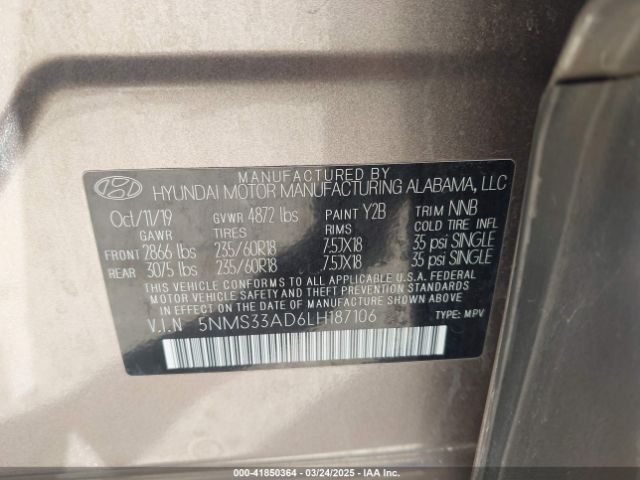 MANUFACTURED BY
HYUNDAI MOTOR MANUFACTURING ALABAMA, LLC
Oct/11/19 GVWR 4872 lbs PAINT Y2B TRIM NNB
GAWR TIRES RIMS COLD TIRE INFL
FRONT 2866 lbs 235/60R18 7.5JX18 35 psi SINGLE
REAR 3075 lbs 235/60R18 7.5JX18 35 psi SINGLE
THIS VEHICLE CONFORMS TO ALL APPLICABLE U.S.A. FEDERAL
MOTOR VEHICLE SAFETY AND THEFT PREVENTION STANDARDS IN
EFFECT ON THE DATE OF MANUFACTURE SHOWN ABOVE.
V.I.N 5NMS33AD6LH187106 TYPE: MPV
000-41850364 — 03/24/2025 - IAA Inc.